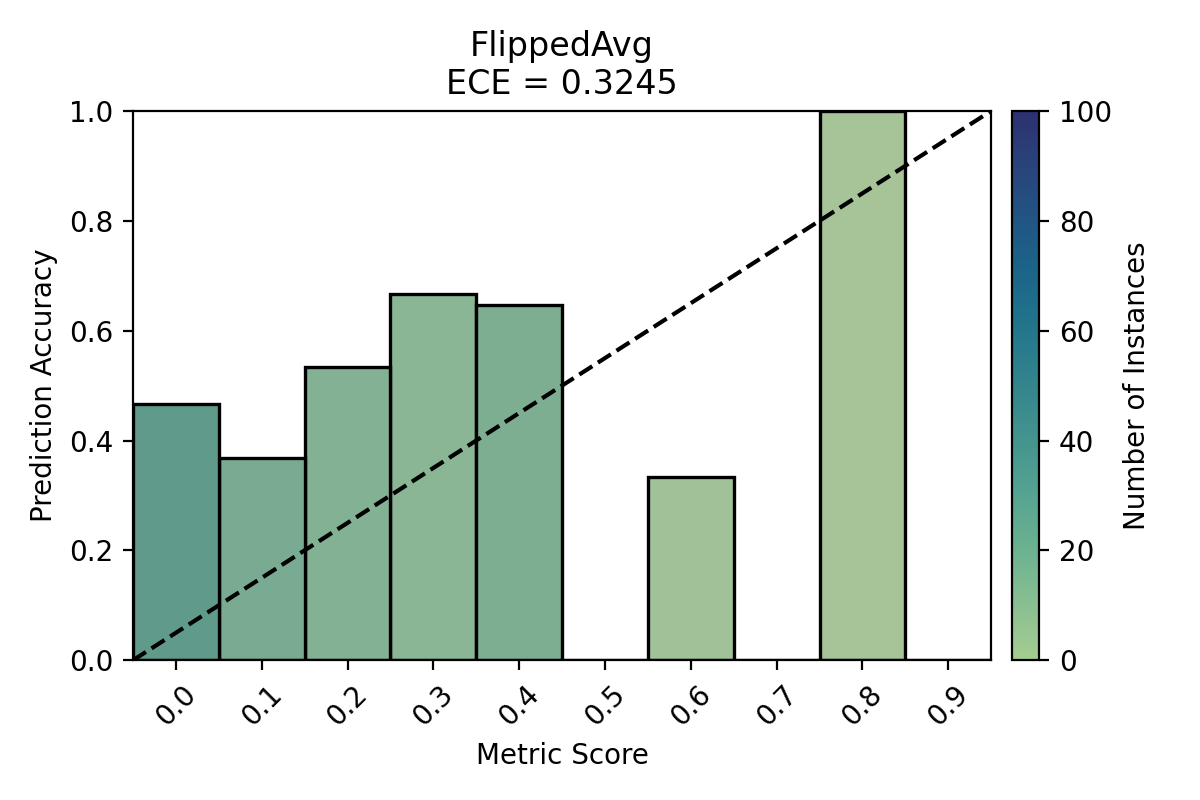 FlippedAvg
ECE = 0.3245
Prediction Accuracy
1.0
0.8
0.6
0.4
0.2
0.0
0.0 0.1 0.2 0.3 0.4 0.5 0.6 0.7 0.8 0.9
Metric Score
100
80
60
40
20
0
Number of Instances